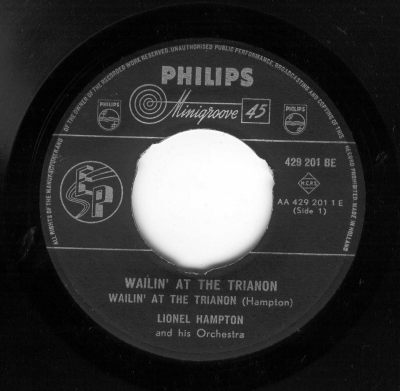 ALL RIGHTS OF THE MANUFACTURER AND OF THE OWNER OF THE RECORDED WORK RESERVED. UNAUTHORISED PUBLIC PERFORMANCE, BROADCASTING AND COPYING OF THIS RECORD PROHIBITED MADE IN HOLLAND
PHILIPS
Minigroove 45
PHILIPS
PHILIPS
429 201 BE
AA 429 201 1 E
(Side 1)
WAILIN' AT THE TRIANON
WAILIN' AT THE TRIANON (Hampton)
LIONEL HAMPTON
and his Orchestra